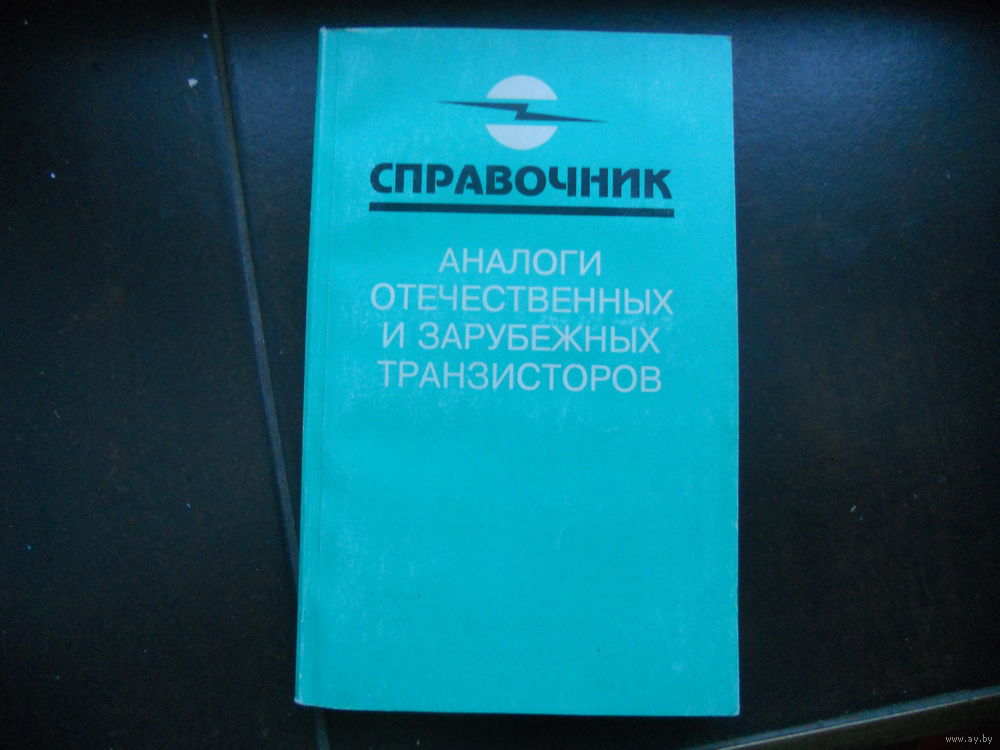 СПРАВОЧНИК
АНАЛОГИ
ОТЕЧЕСТВЕННЫХ
И ЗАРУБЕЖНЫХ
ТРАНЗИСТОРОВ
www.ay.by